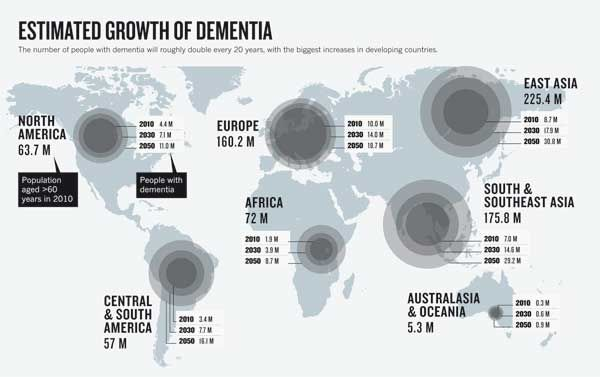 ESTIMATED GROWTH OF DEMENTIA
The number of people with dementia will roughly double every 20 years, with the biggest increases in developing countries.
NORTH
AMERICA
63.7 M
2010 4.4 M
2030 7.1 M
2050 11.0 M
Population
aged >60
years in 2010
People with
dementia
EUROPE
160.2 M
2010 10.0 M
2030 14.0 M
2050 18.7 M
EAST ASIA
225.4 M
2010 8.7 M
2030 17.9 M
2050 30.8 M
AFRICA
72 M
2010 1.9 M
2030 3.9 M
2050 8.7 M
SOUTH &
SOUTHEAST ASIA
175.8 M
2010 7.0 M
2030 14.6 M
2050 29.2 M
CENTRAL
& SOUTH
AMERICA
57 M
2010 3.4 M
2030 7.7 M
2050 16.1 M
AUSTRALASIA
& OCEANIA
5.3 M
2010 0.3 M
2030 0.6 M
2050 0.9 M